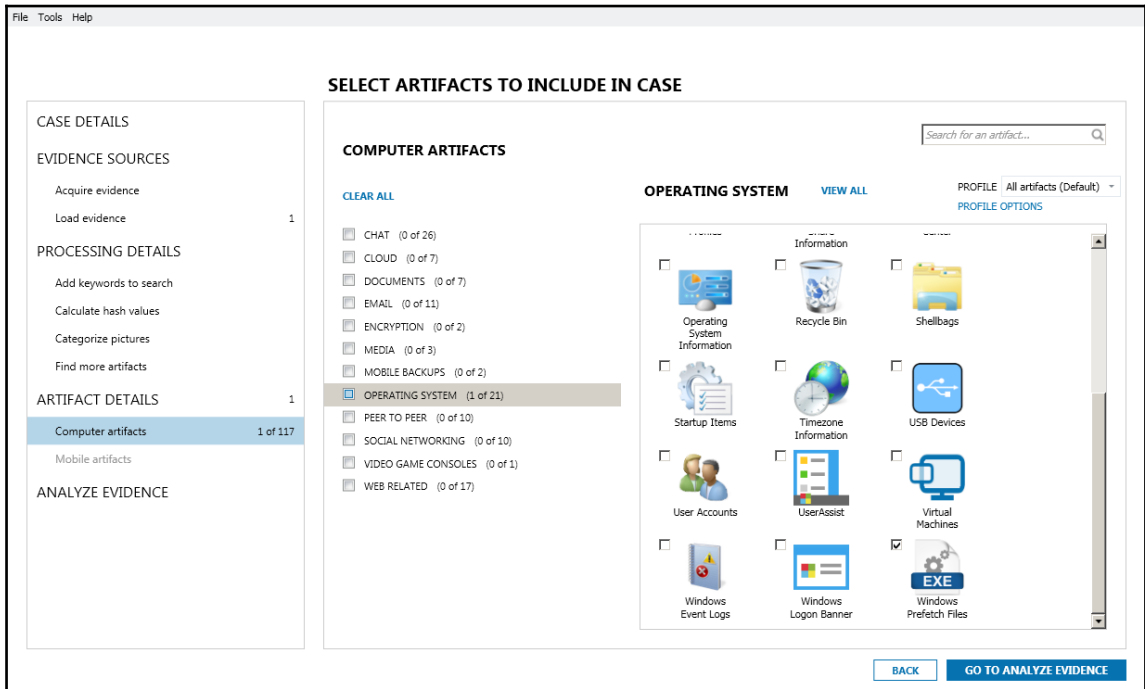 File Tools Help
SELECT ARTIFACTS TO INCLUDE IN CASE
CASE DETAILS
EVIDENCE SOURCES
Acquire evidence
Load evidence 1
PROCESSING DETAILS
Add keywords to search
Calculate hash values
Categorize pictures
Find more artifacts
ARTIFACT DETAILS 1
Computer artifacts 1 of 117
Mobile artifacts
ANALYZE EVIDENCE
Search for an artifact...
COMPUTER ARTIFACTS
CLEAR ALL
CHAT (0 of 26)
CLOUD (0 of 7)
DOCUMENTS (0 of 7)
EMAIL (0 of 11)
ENCRYPTION (0 of 2)
MEDIA (0 of 3)
MOBILE BACKUPS (0 of 2)
OPERATING SYSTEM (1 of 21)
PEER TO PEER (0 of 10)
SOCIAL NETWORKING (0 of 10)
VIDEO GAME CONSOLES (0 of 1)
WEB RELATED (0 of 17)
OPERATING SYSTEM VIEW ALL
PROFILE All artifacts (Default)
PROFILE OPTIONS
Information
Operating
System
Information
Recycle Bin
Shellbags
Startup Items
Timezone
Information
USB Devices
User Accounts
UserAssist
Virtual
Machines
Windows
Event Logs
Windows
Logon Banner
EXE
Windows
Prefetch Files
BACK
GO TO ANALYZE EVIDENCE